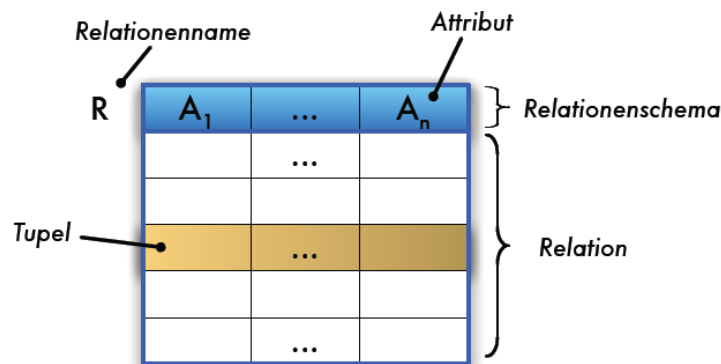 Relationenname
Attribut
R
A₁ ... Aₙ
Relationenschema
...
Tupel
...
Relation
...